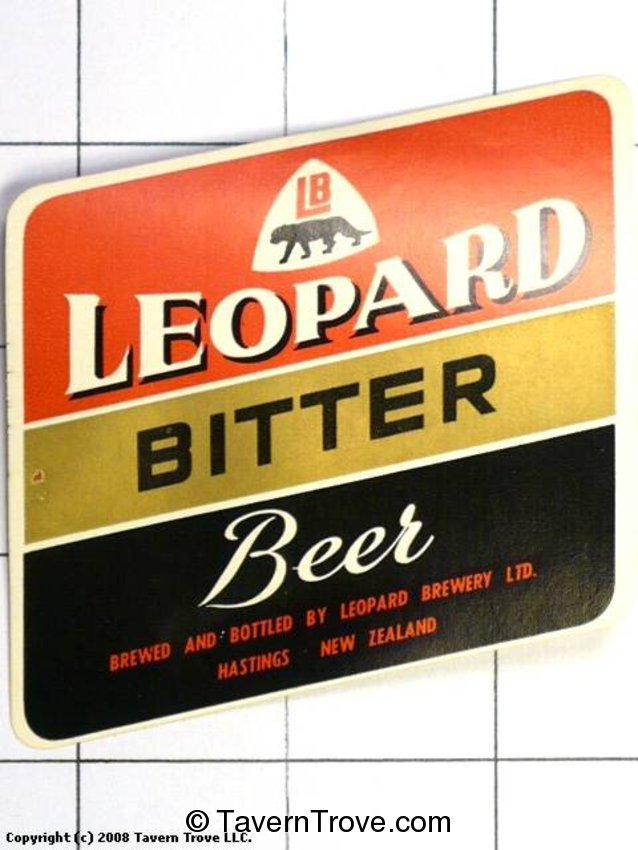 LB
LEOPARD
BITTER
Beer
BREWED AND BOTTLED BY LEOPARD BREWERY LTD.
HASTINGS NEW ZEALAND
© TavernTrove.com
Copyright (c) 2008 Tavern Trove LLC.